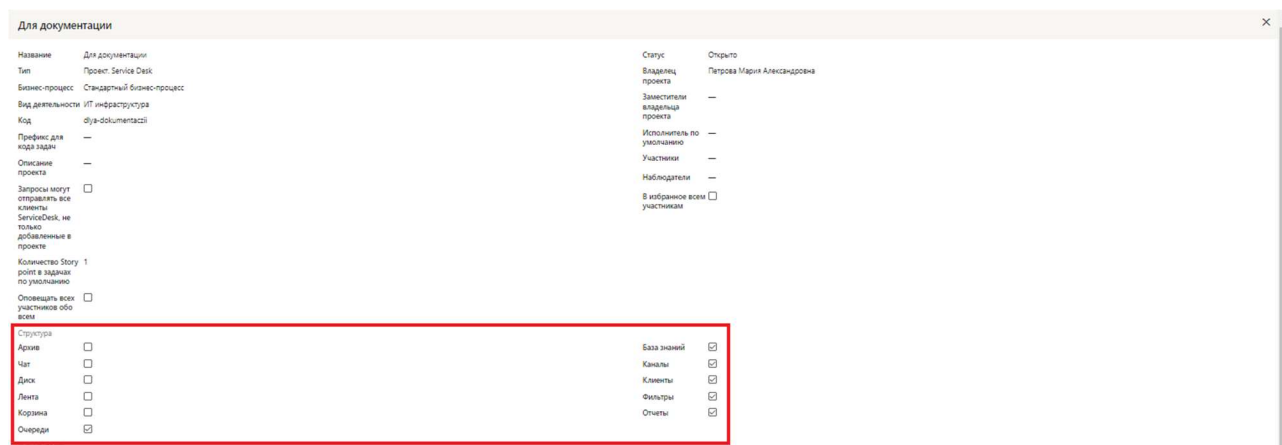 Для документации
Название Для документации
Тип Проект. Service Desk
Бизнес-процесс Стандартный бизнес-процесс
Вид деятельности ИТ инфраструктура
Код dlya-dokumentaczii
Префикс для
кода задач —
Описание
проекта —
Запросы могут
отправлять все
клиенты
ServiceDesk, не
только
добавленные в
проекте
Количество Story 1
point в задачах
по умолчанию
Оповещать всех
участников обо
всем
Статус Открыто
Владелец Петрова Мария Александровна
проекта
Заместители —
владельца
проекта
Исполнитель по —
умолчанию
Участники —
Наблюдатели —
В избранное всем
участникам
Структура
Архив
Чат
Диск
Лента
Корзина
Очереди
База знаний
Каналы
Клиенты
Фильтры
Отчеты